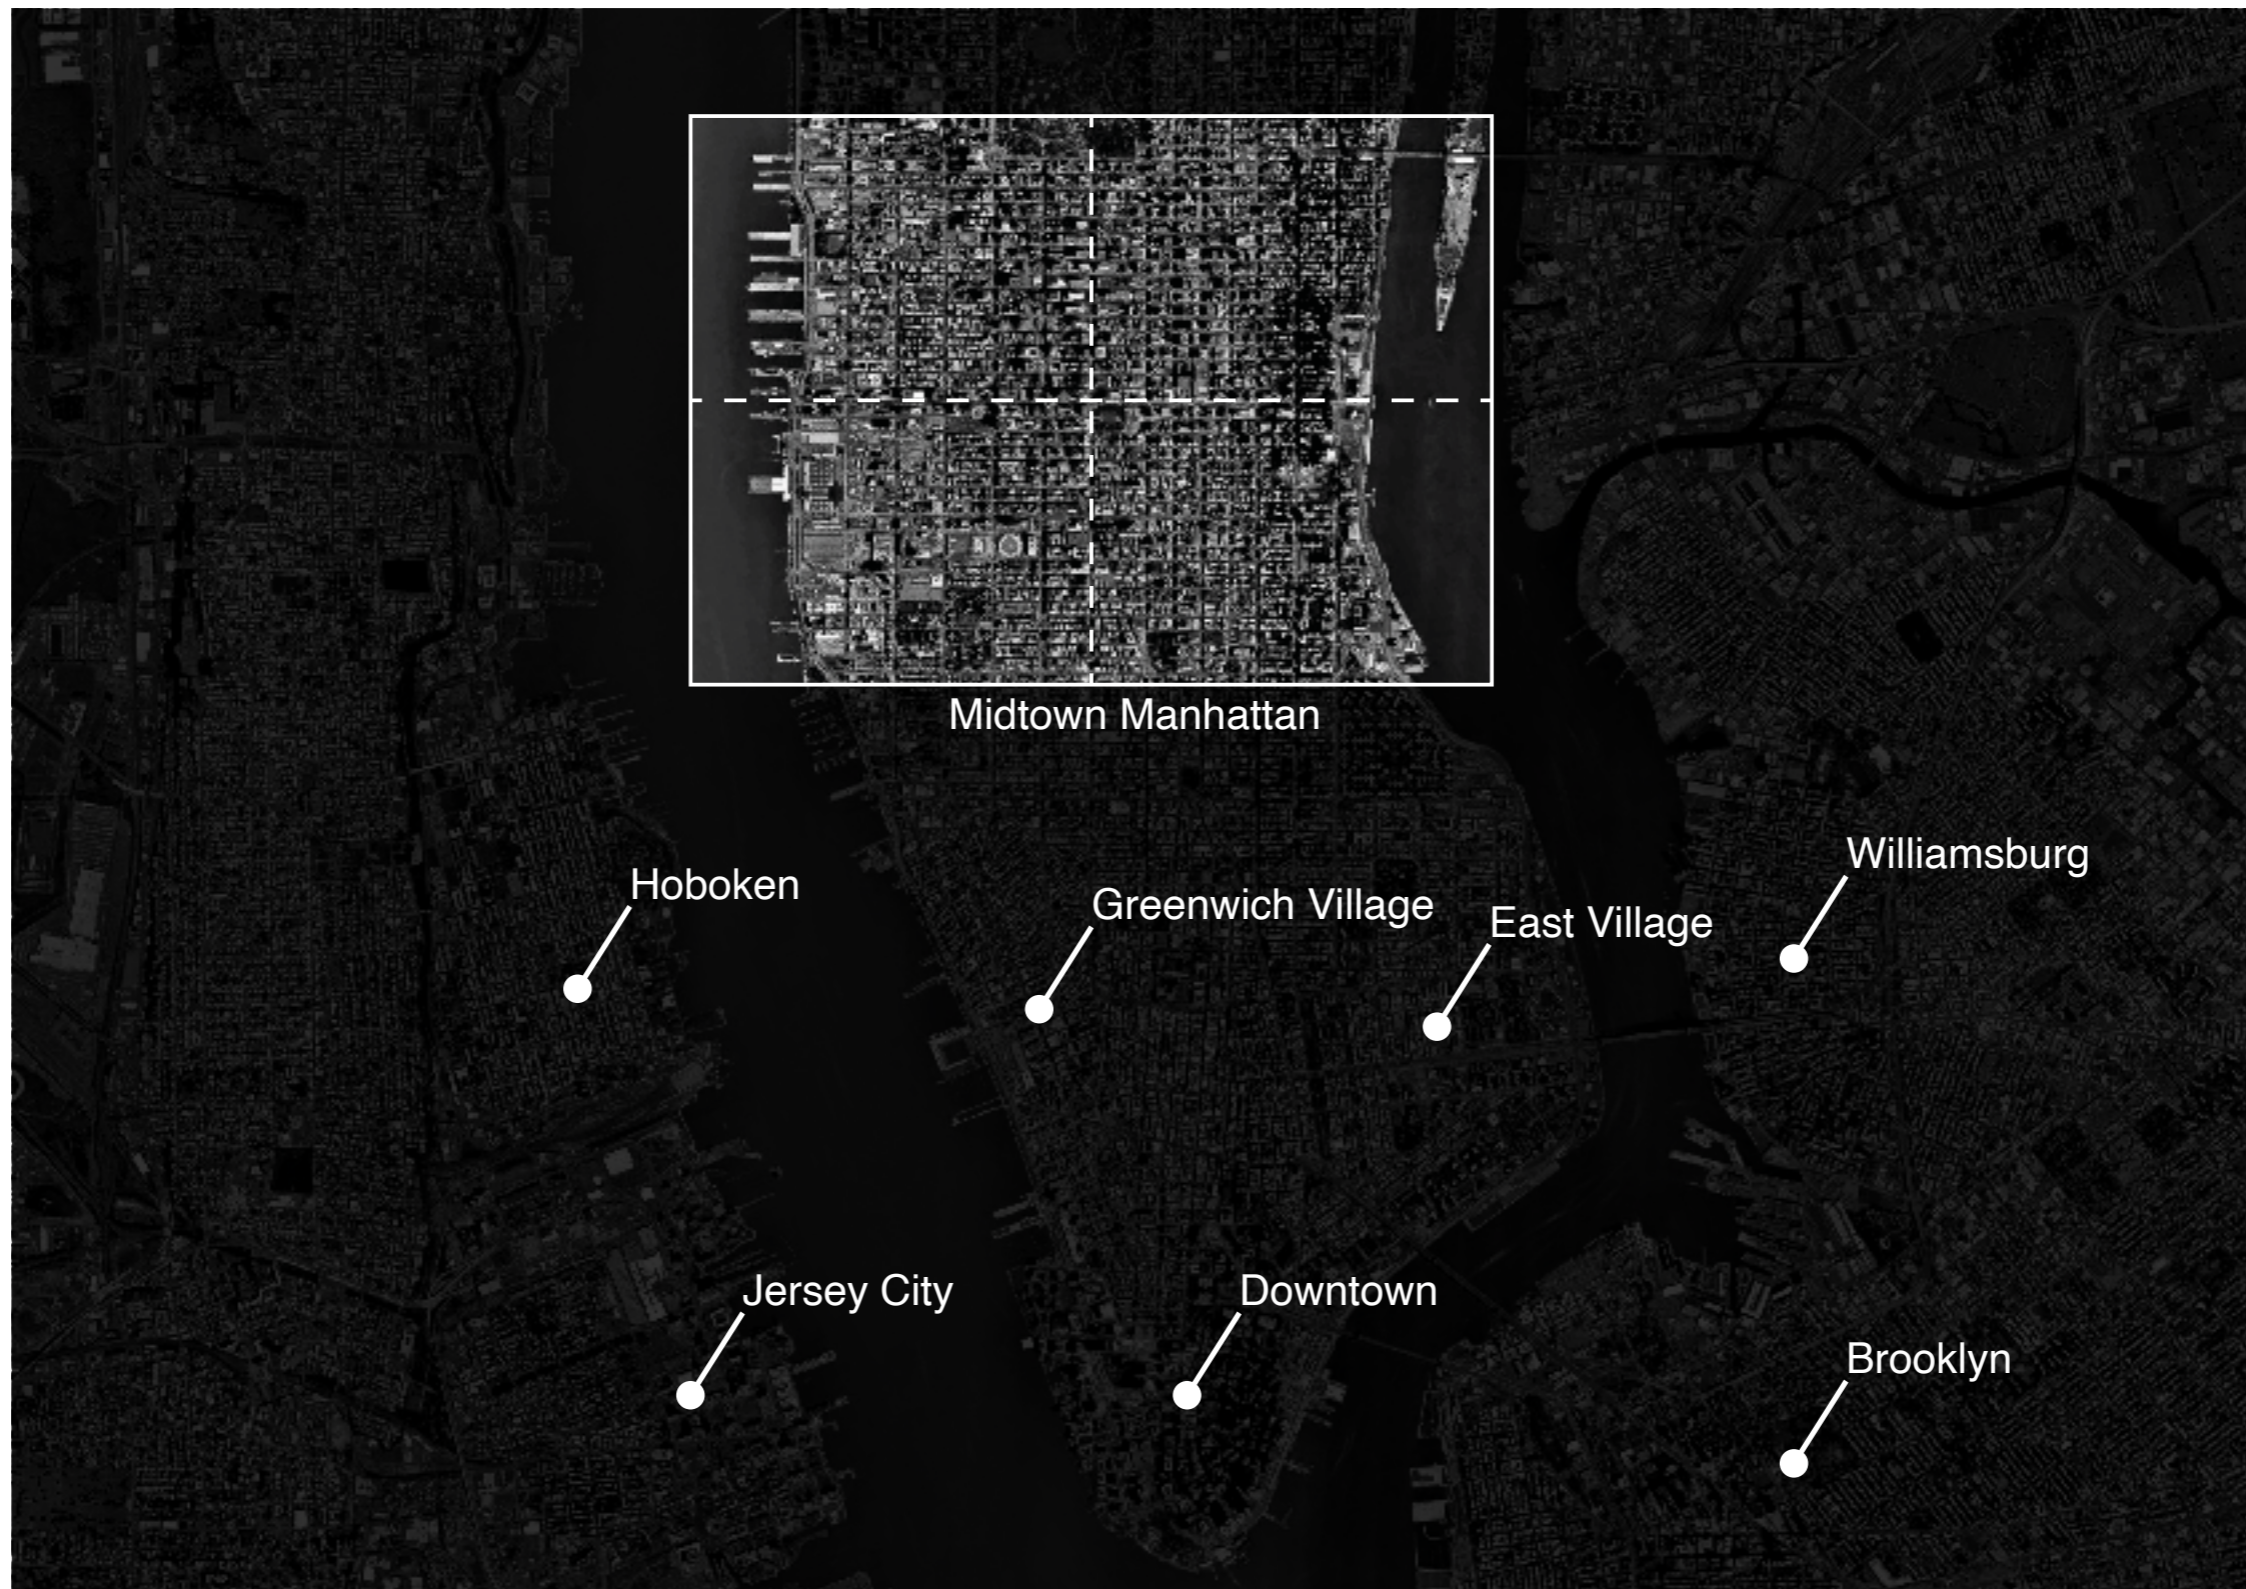 Midtown Manhattan
Williamsburg
Hoboken
Greenwich Village
East Village
Jersey City
Downtown
Brooklyn